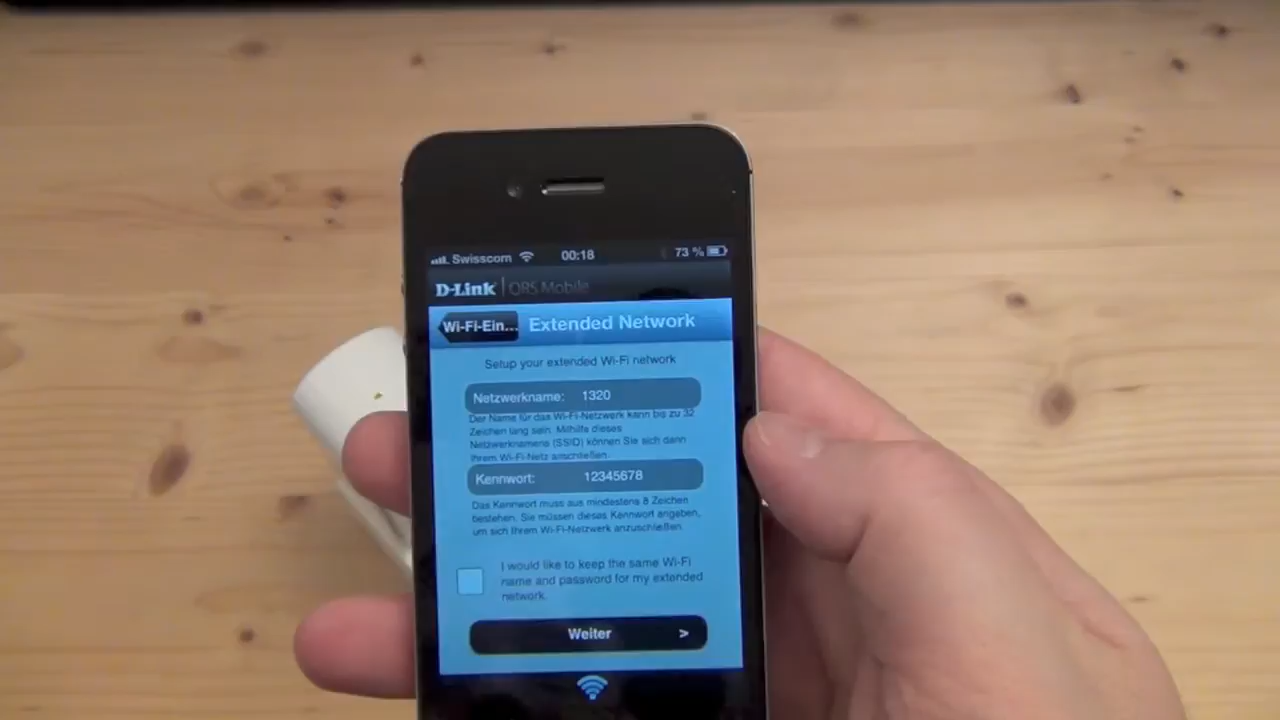 Swisscom 00:18 73 %
D-Link QRS Mobile
Wi-Fi-Ein... Extended Network
Setup your extended Wi-Fi network
Netzwerkname: 1320
Der Name für das Wi-Fi-Netzwerk kann bis zu 32
Zeichen lang sein. Mithilfe dieses
Netzwerknamens (SSID) können Sie sich dann
Ihrem Wi-Fi-Netz anschließen.
Kennwort: 12345678
Das Kennwort muss aus mindestens 8 Zeichen
bestehen. Sie müssen dieses Kennwort angeben,
um sich Ihrem Wi-Fi-Netzwerk anzuschließen.
I would like to keep the same Wi-Fi
name and password for my extended
network.
Weiter >